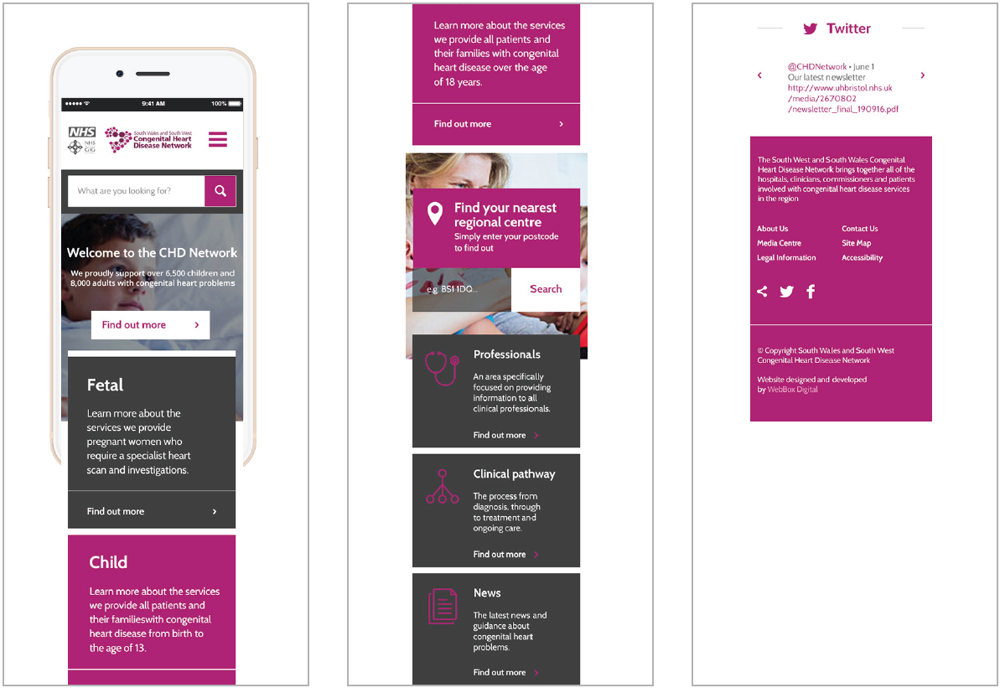 9:41 AM
100%
NHS
NHS
GIG
South Wales and South West
Congenital Heart
Disease Network
What are you looking for?
Welcome to the CHD Network
We proudly support over 6,500 children and
8,000 adults with congenital heart problems
Find out more
Fetal
Learn more about the
services we provide
pregnant women who
require a specialist heart
scan and investigations.
Find out more
Child
Learn more about the services
we provide all patients and
their familieswith congenital
heart disease from birth to
the age of 13.
Learn more about the services
we provide all patients and
their families with congenital
heart disease over the age
of 18 years.
Find out more
Find your nearest
regional centre
Simply enter your postcode
to find out
e.g. BS1 1DQ...
Search
Professionals
An area specifically
focused on providing
information to all
clinical professionals.
Find out more
Clinical pathway
The process from
diagnosis, through
to treatment and
ongoing care.
Find out more
News
The latest news and
guidance about
congenital heart
problems.
Find out more
Twitter
@CHDNetwork • June 1
Our latest newsletter
http://www.uhbristol.nhs.uk
/media/2670802
/newsletter_final_190916.pdf
The South West and South Wales Congenital
Heart Disease Network brings together all of the
hospitals, clinicians, commissioners and patients
involved with congenital heart disease services
in the region
About Us
Contact Us
Media Centre
Site Map
Legal Information
Accessibility
© Copyright South Wales and South West
Congenital Heart Disease Network
Website designed and developed
by WebBox Digital